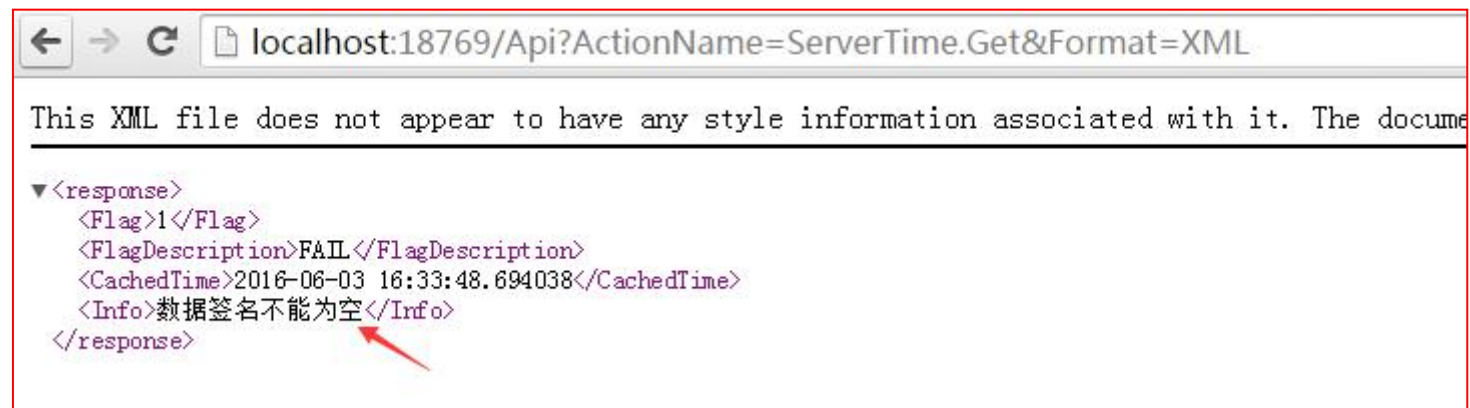 localhost:18769/Api?ActionName=ServerTime.Get&Format=XML
This XML file does not appear to have any style information associated with it. The docume
▼<response>
<Flag>1</Flag>
<FlagDescription>FAIL</FlagDescription>
<CachedTime>2016-06-03 16:33:48.694038</CachedTime>
<Info>数据签名不能为空</Info>
</response>